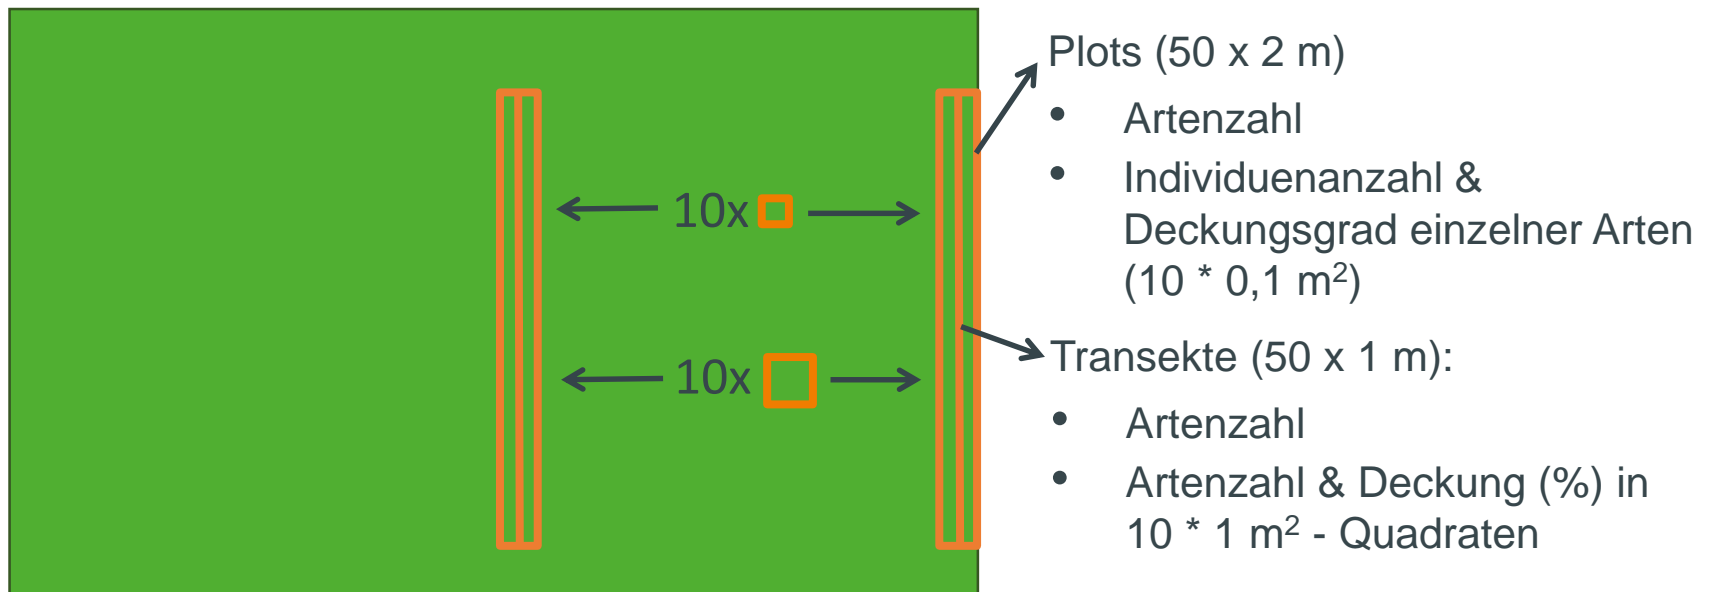 10x
10x
Plots (50 x 2 m)
• Artenzahl
• Individuenanzahl &
Deckungsgrad einzelner Arten
(10 * 0,1 m²)
Transekte (50 x 1 m):
• Artenzahl
• Artenzahl & Deckung (%) in
10 * 1 m² - Quadraten